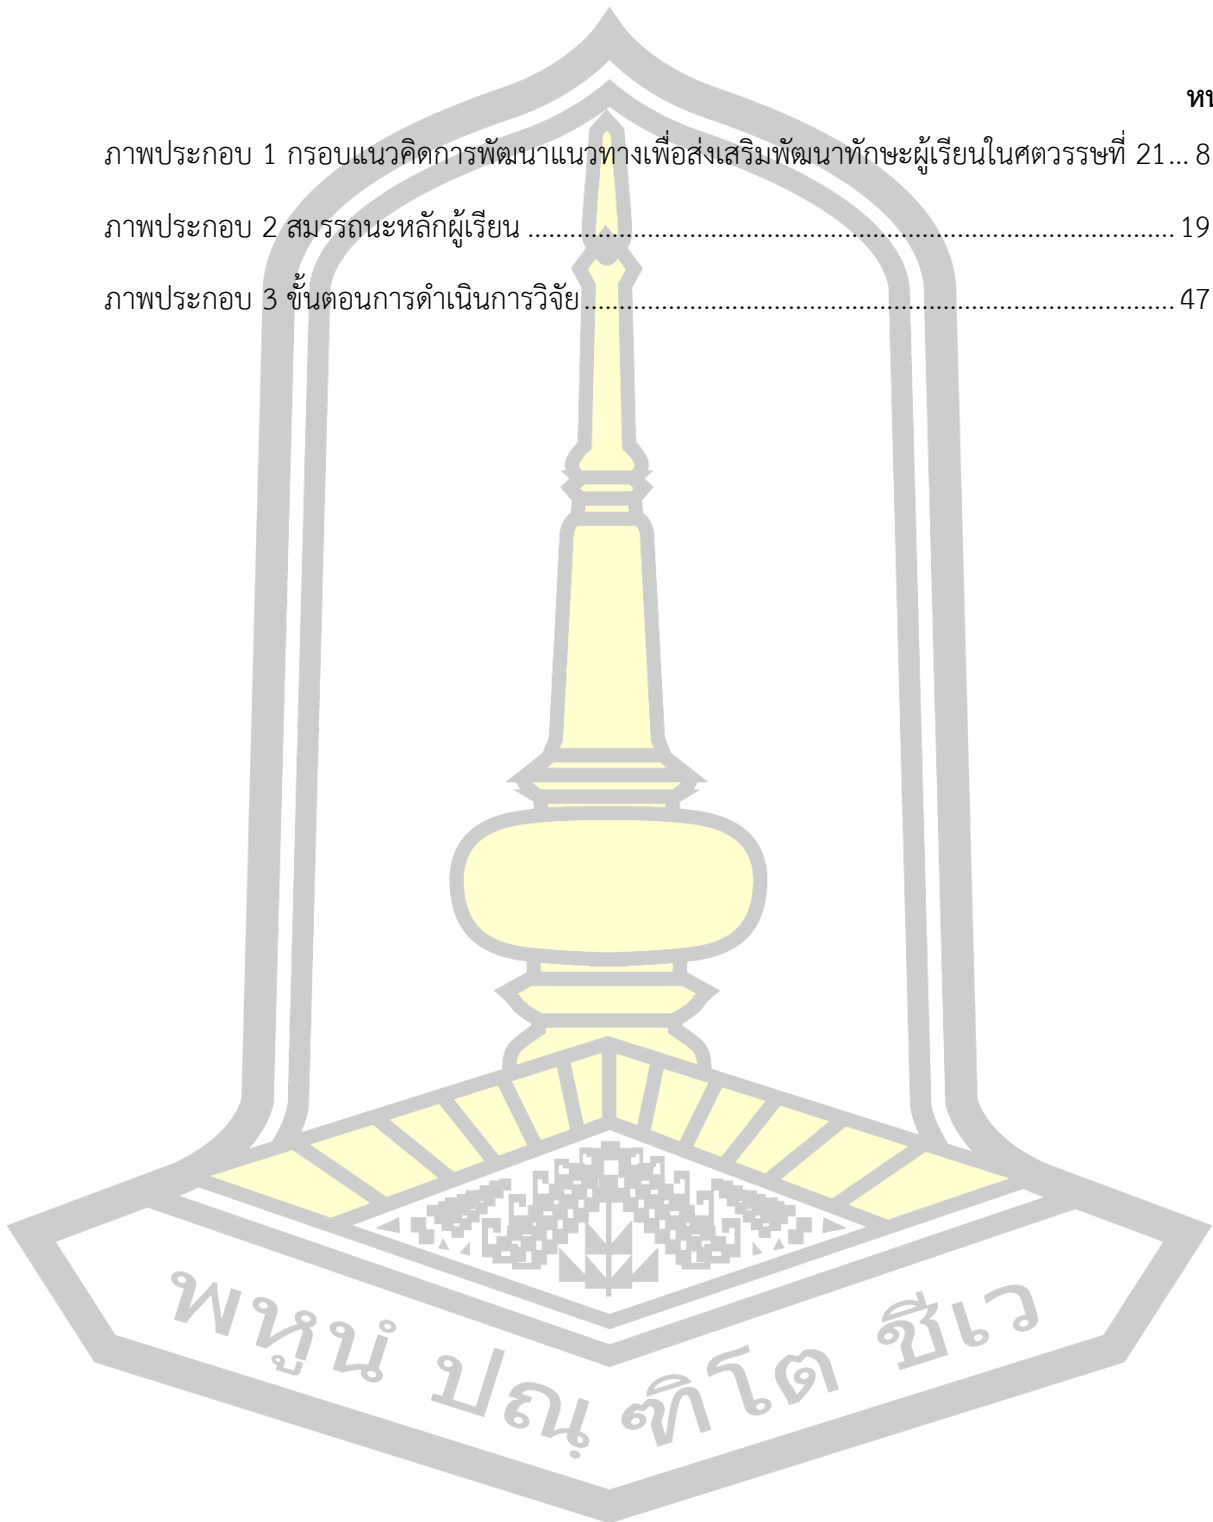 ภาพประกอบ 1 กรอบแนวคิดการพัฒนาแนวทางเพื่อส่งเสริมพัฒนาทักษะผู้เรียนในศตวรรษที่ 21... 8
ภาพประกอบ 2 สมรรถนะหลักผู้เรียน ........................................................................................ 19
ภาพประกอบ 3 ขั้นตอนการดำเนินการวิจัย................................................................................ 47
พหูนํ ปณฺฑิโต ชีเว